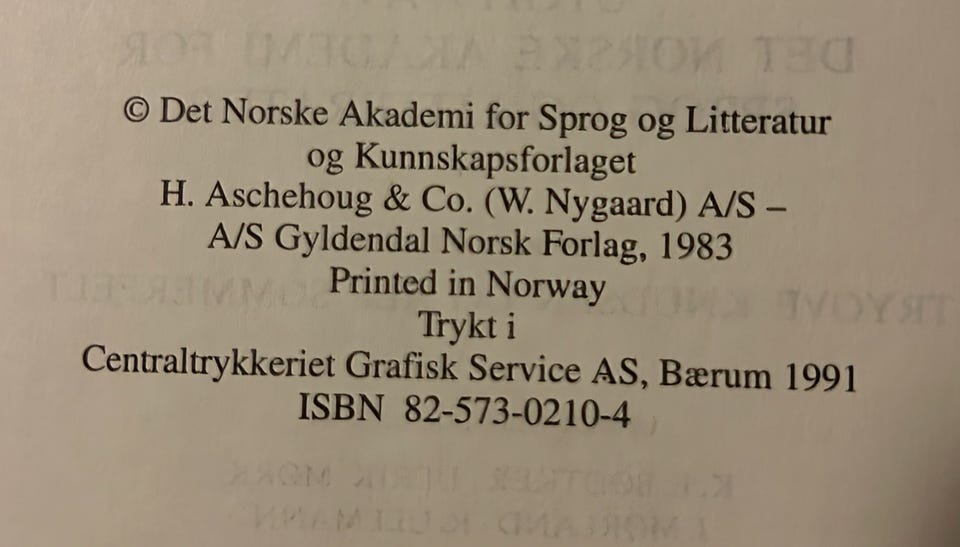 © Det Norske Akademi for Sprog og Litteratur
og Kunnskapsforlaget
H. Aschehoug & Co. (W. Nygaard) A/S –
A/S Gyldendal Norsk Forlag, 1983
Printed in Norway
Trykt i
Centraltrykkeriet Grafisk Service AS, Bærum 1991
ISBN 82-573-0210-4